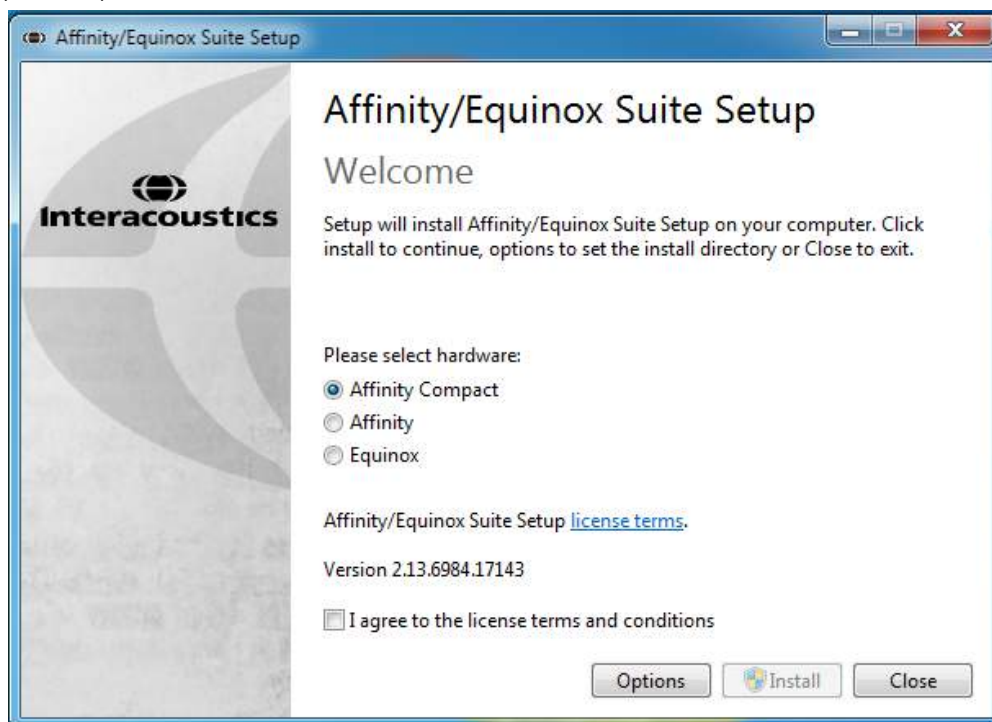 Affinity/Equinox Suite Setup
Affinity/Equinox Suite Setup
Welcome
Interacoustics
Setup will install Affinity/Equinox Suite Setup on your computer. Click
install to continue, options to set the install directory or Close to exit.
Please select hardware:
Affinity Compact
Affinity
Equinox
Affinity/Equinox Suite Setup license terms.
Version 2.13.6984.17143
I agree to the license terms and conditions
Options
Install
Close